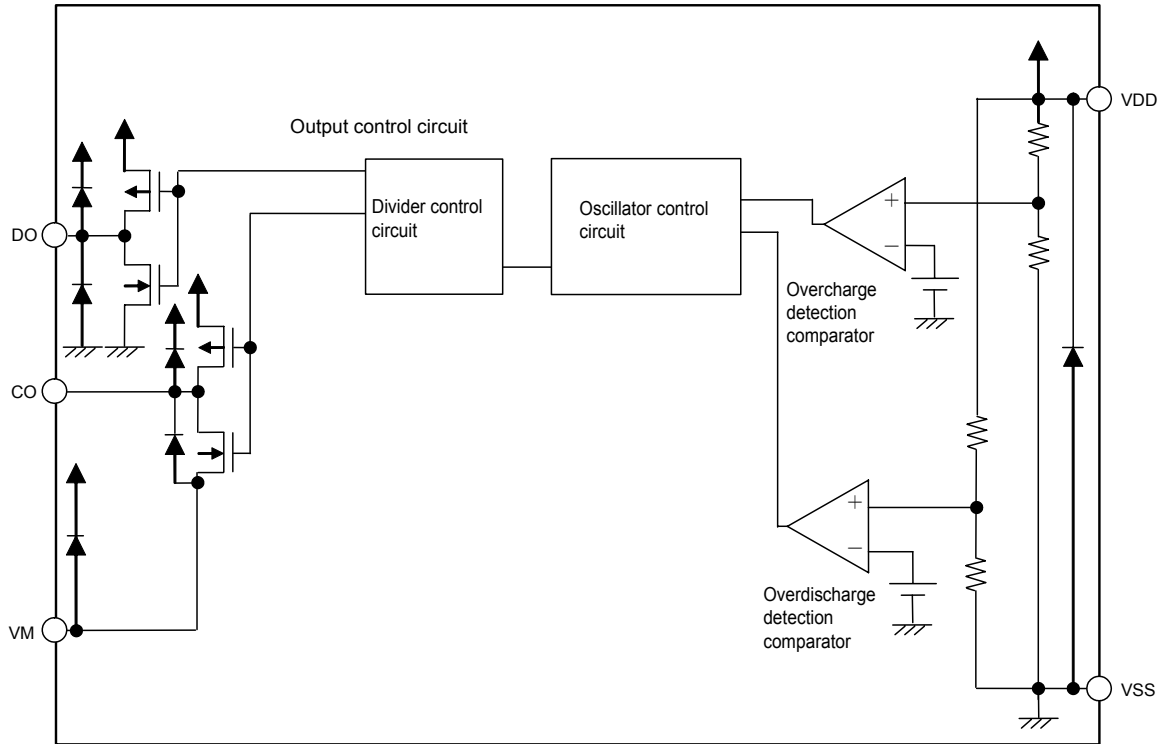 VDD
Output control circuit
Divider control
circuit
Oscillator control
circuit
+
−
DO
Overcharge
detection
comparator
CO
+
−
Overdischarge
detection
comparator
VM
VSS